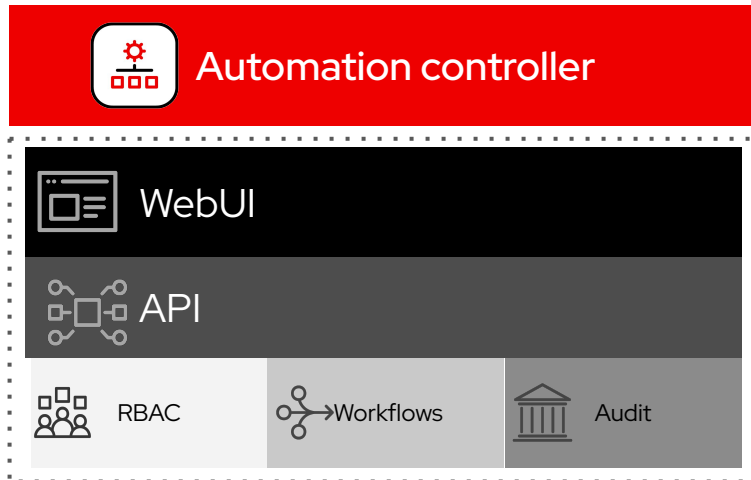 Automation controller
WebUI
API
RBAC
Workflows
Audit